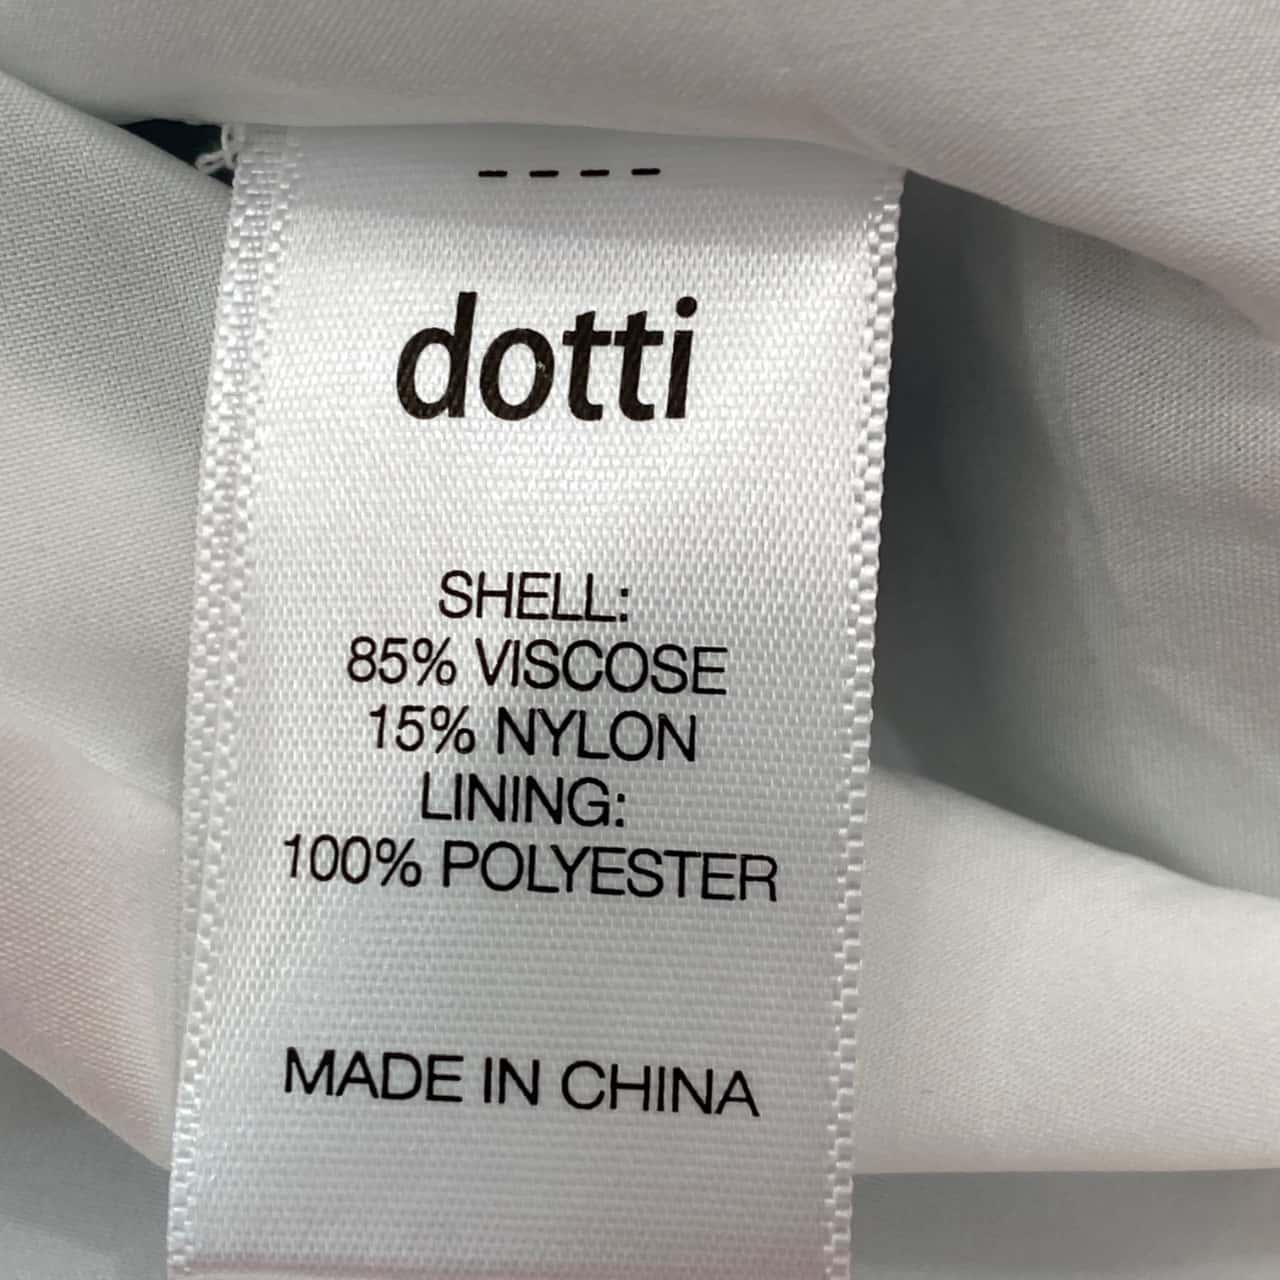 dotti
SHELL:
85% VISCOSE
15% NYLON
LINING:
100% POLYESTER
MADE IN CHINA